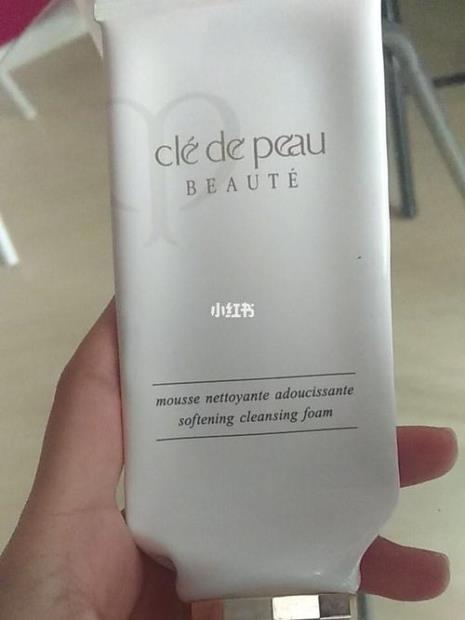 clé de peau
BEAUTÉ
小红书
mousse nettoyante adoucissante
softening cleansing foam